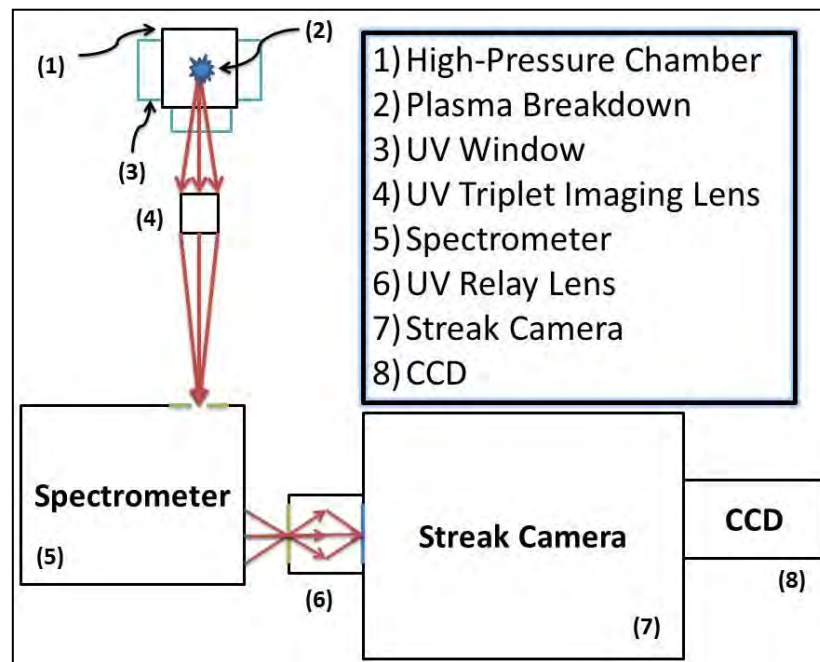 (1)
(2)
(3)
(4)
1) High-Pressure Chamber
2) Plasma Breakdown
3) UV Window
4) UV Triplet Imaging Lens
5) Spectrometer
6) UV Relay Lens
7) Streak Camera
8) CCD
Spectrometer
(5)
(6)
Streak Camera
(7)
CCD
(8)